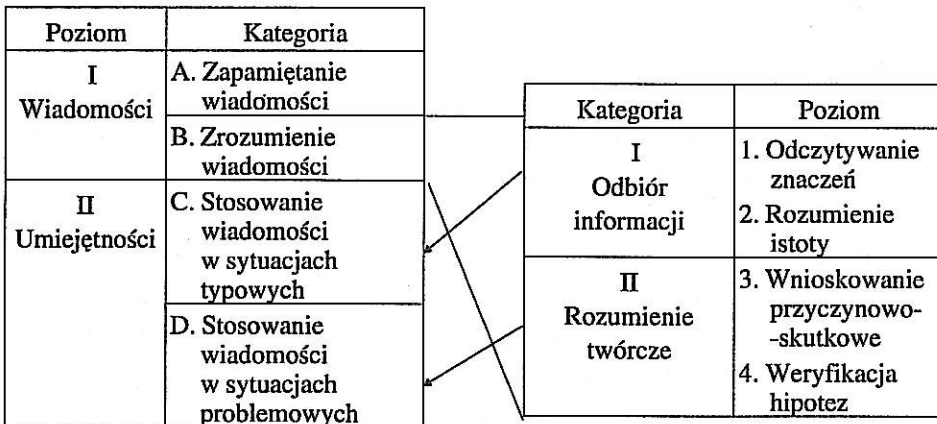 Poziom
Kategoria
I
Wiadomości
A. Zapamiętanie
wiadomości
B. Zrozumienie
wiadomości
II
Umiejętności
C. Stosowanie
wiadomości
w sytuacjach
typowych
D. Stosowanie
wiadomości
w sytuacjach
problemowych
Kategoria
Poziom
I
Odbiór
informacji
1. Odczytywanie
znaczeń
2. Rozumienie
istoty
II
Rozumienie
twórcze
3. Wnioskowanie
przyczynowo-
-skutkowe
4. Weryfikacja
hipotez